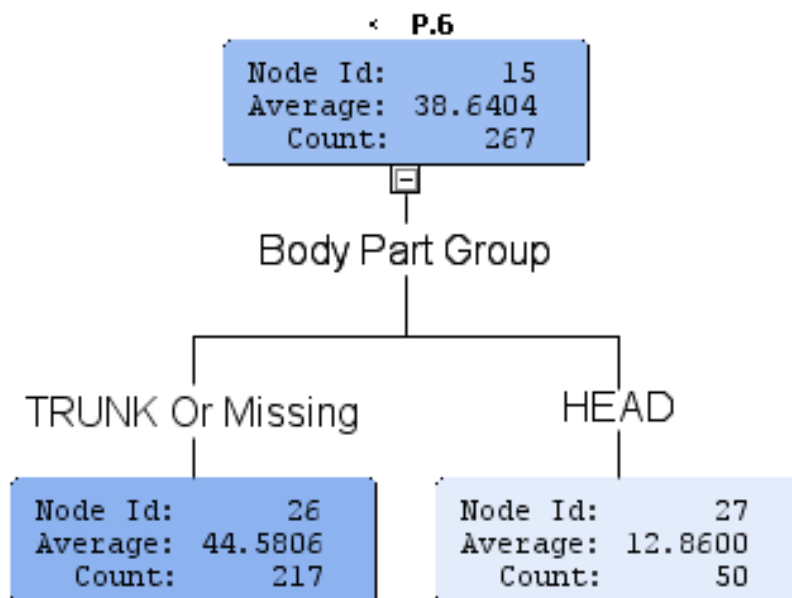 < P.6
Node Id: 15
Average: 38.6404
Count: 267
Body Part Group
TRUNK Or Missing
HEAD
Node Id: 26
Average: 44.5806
Count: 217
Node Id: 27
Average: 12.8600
Count: 50